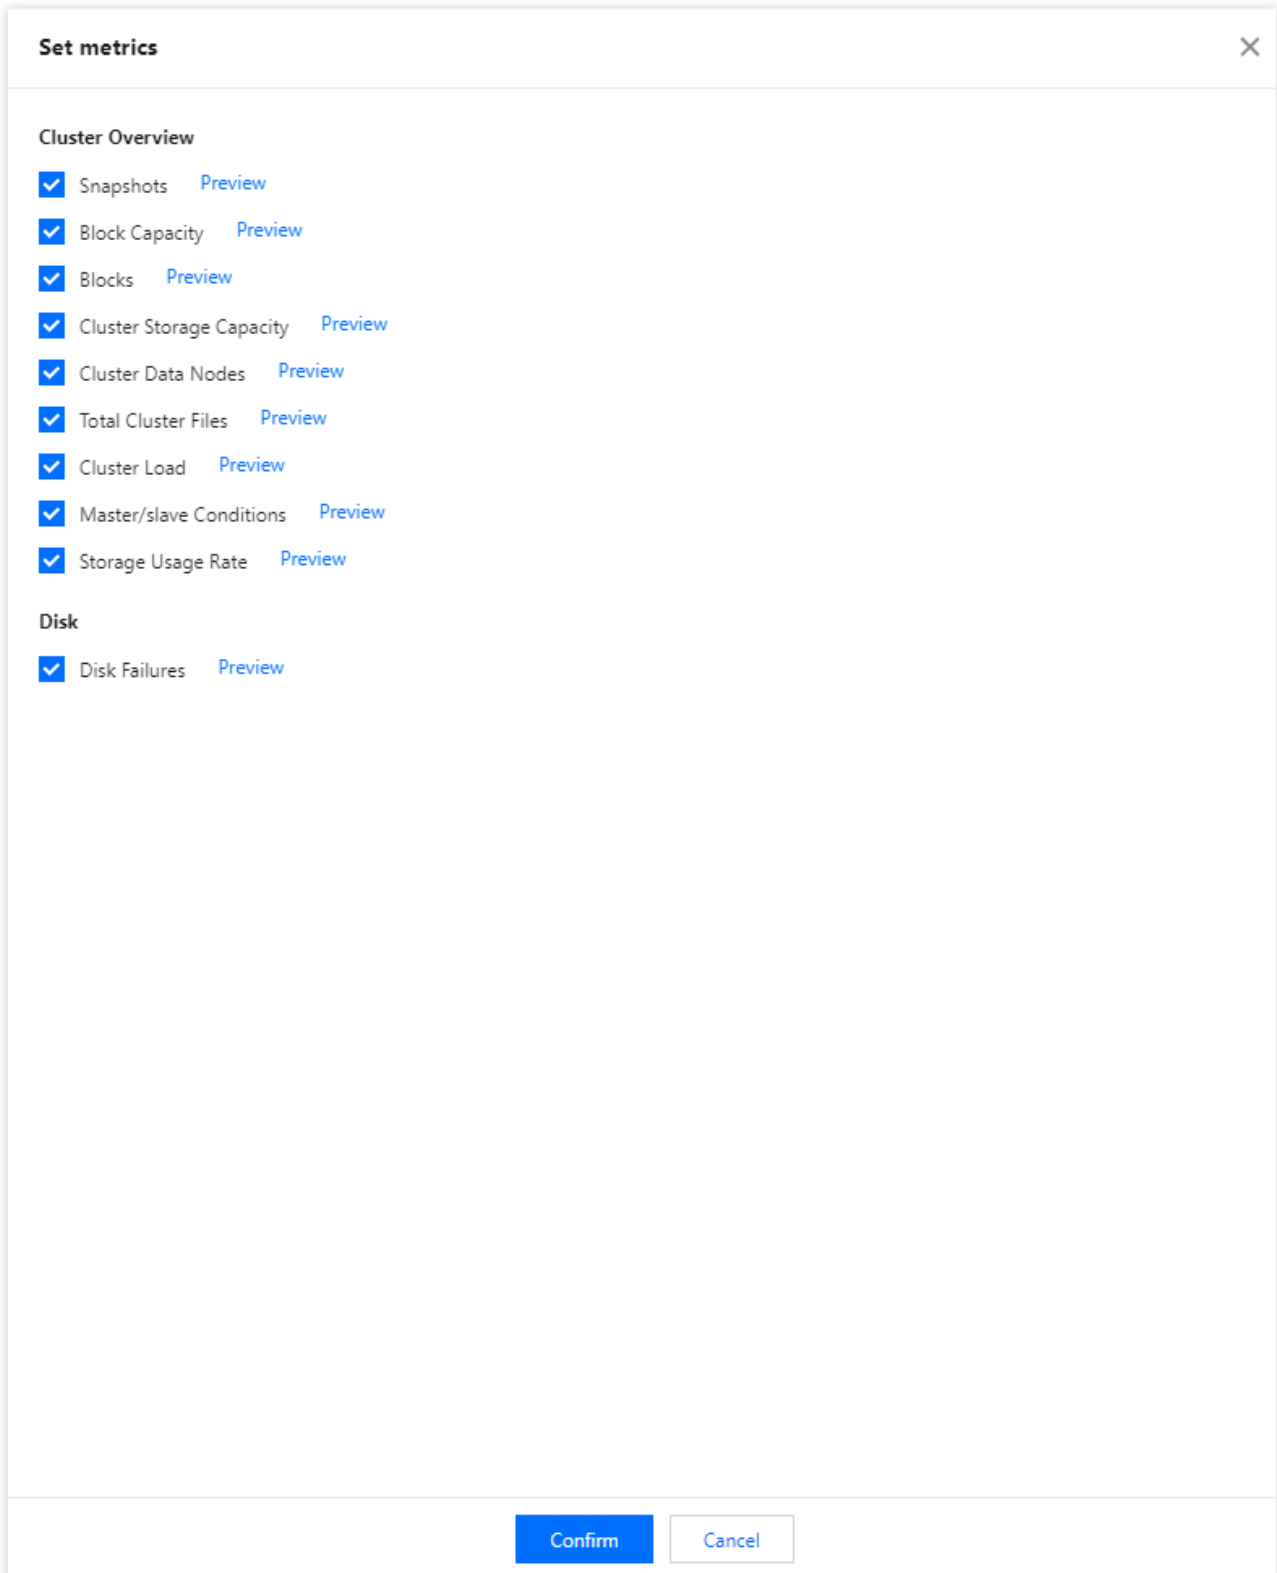 Set metrics
Cluster Overview
Snapshots Preview
Block Capacity Preview
Blocks Preview
Cluster Storage Capacity Preview
Cluster Data Nodes Preview
Total Cluster Files Preview
Cluster Load Preview
Master/slave Conditions Preview
Storage Usage Rate Preview
Disk
Disk Failures Preview
Confirm Cancel